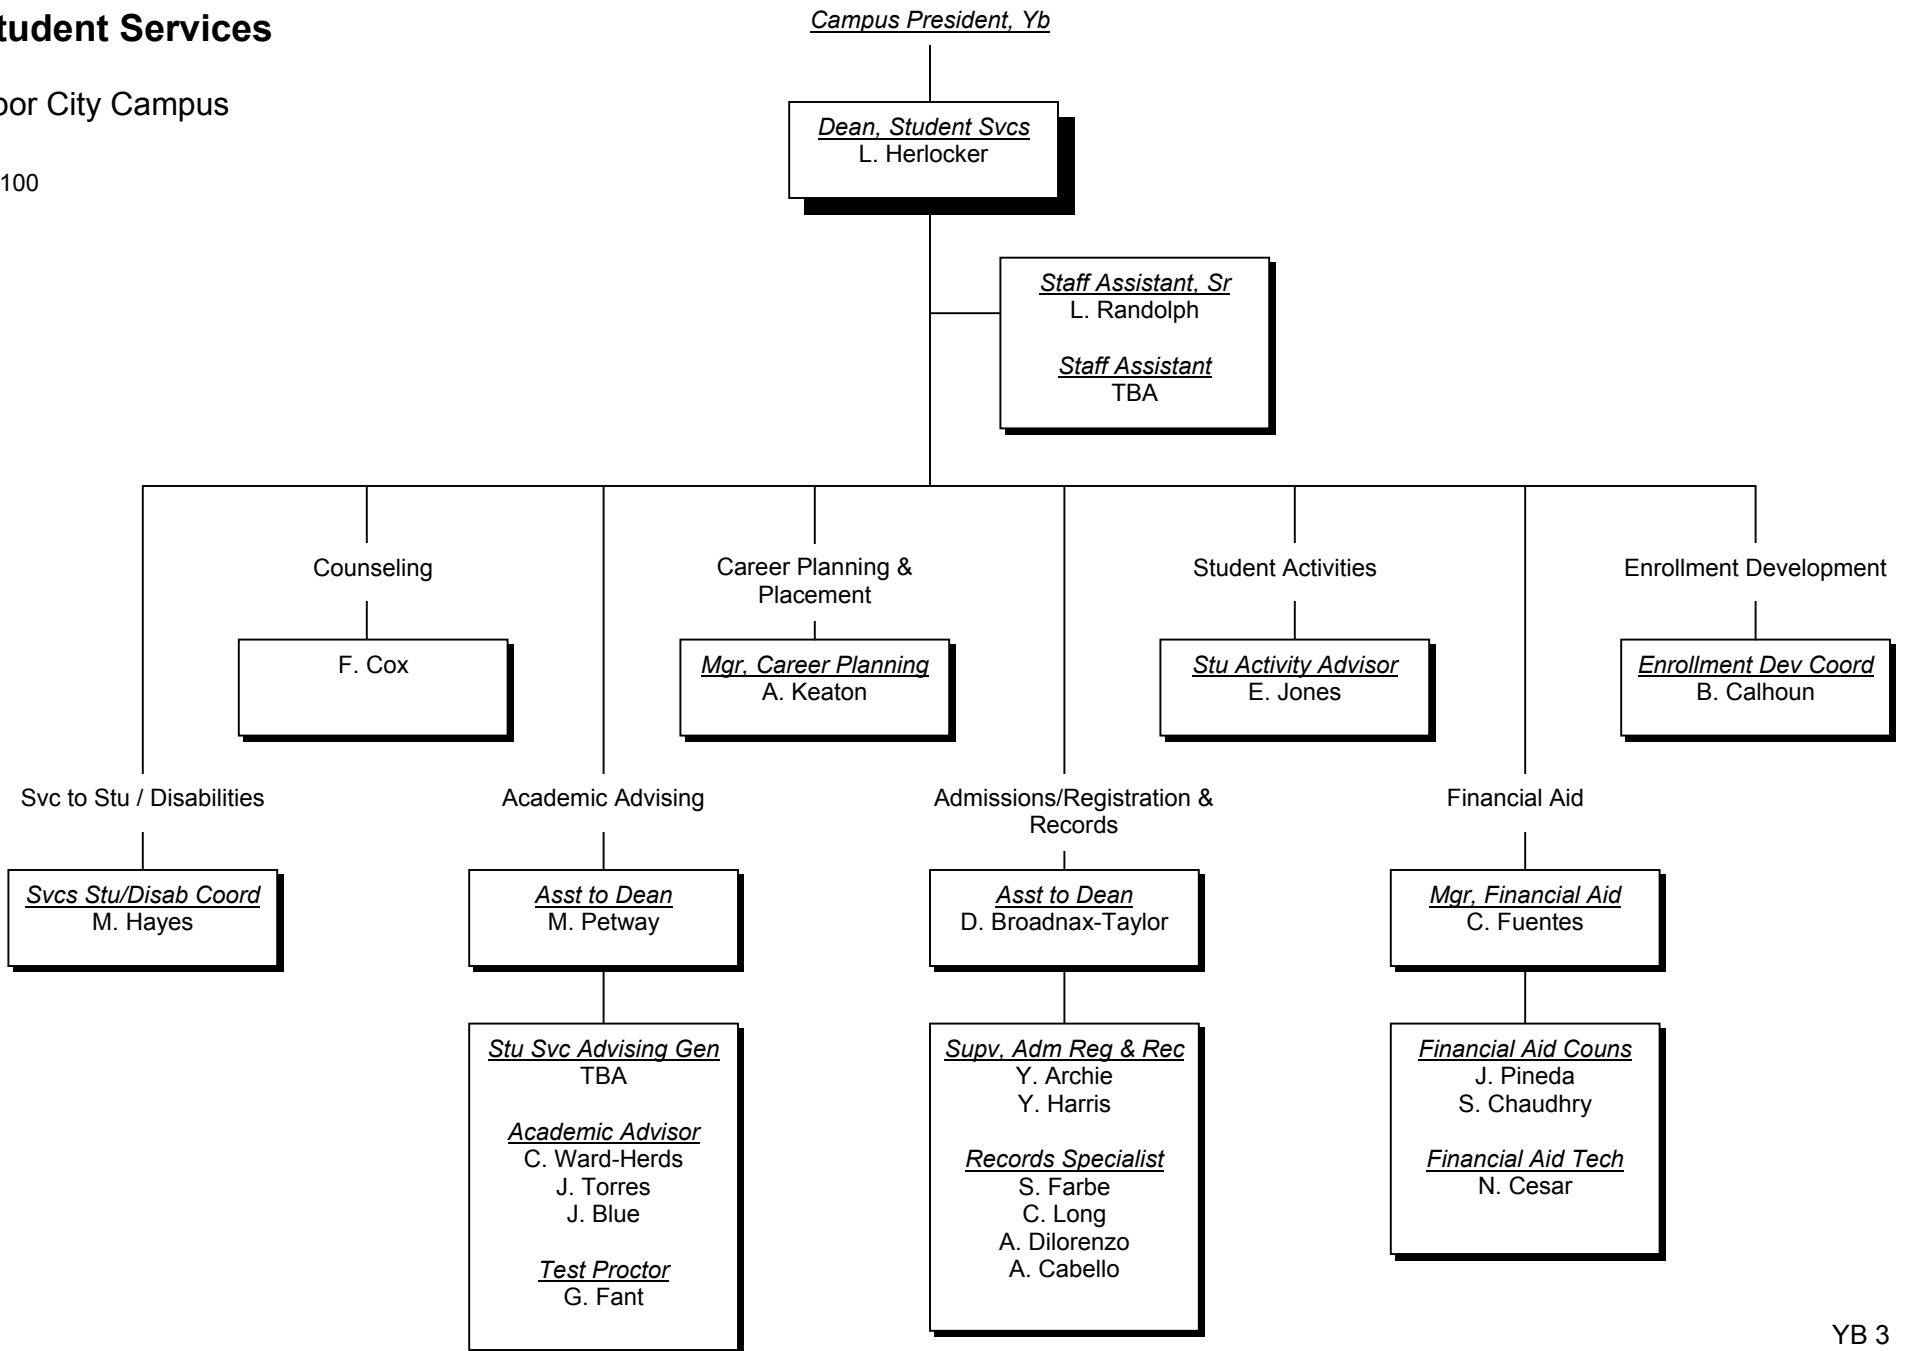 tudent Services
oor City Campus
100
Campus President, Yb
Dean, Student Svcs
L. Herlocker
Staff Assistant, Sr
L. Randolph
Staff Assistant
TBA
Counseling
F. Cox
Career Planning &
Placement
Mgr, Career Planning
A. Keaton
Student Activities
Stu Activity Advisor
E. Jones
Enrollment Development
Enrollment Dev Coord
B. Calhoun
Svc to Stu / Disabilities
Svcs Stu/Disab Coord
M. Hayes
Academic Advising
Asst to Dean
M. Petway
Stu Svc Advising Gen
TBA
Academic Advisor
C. Ward-Herds
J. Torres
J. Blue
Test Proctor
G. Fant
Admissions/Registration &
Records
Asst to Dean
D. Broadnax-Taylor
Supv, Adm Reg & Rec
Y. Archie
Y. Harris
Records Specialist
S. Farbe
C. Long
A. Dilorenzo
A. Cabello
Financial Aid
Mgr, Financial Aid
C. Fuentes
Financial Aid Couns
J. Pineda
S. Chaudhry
Financial Aid Tech
N. Cesar
YB 3